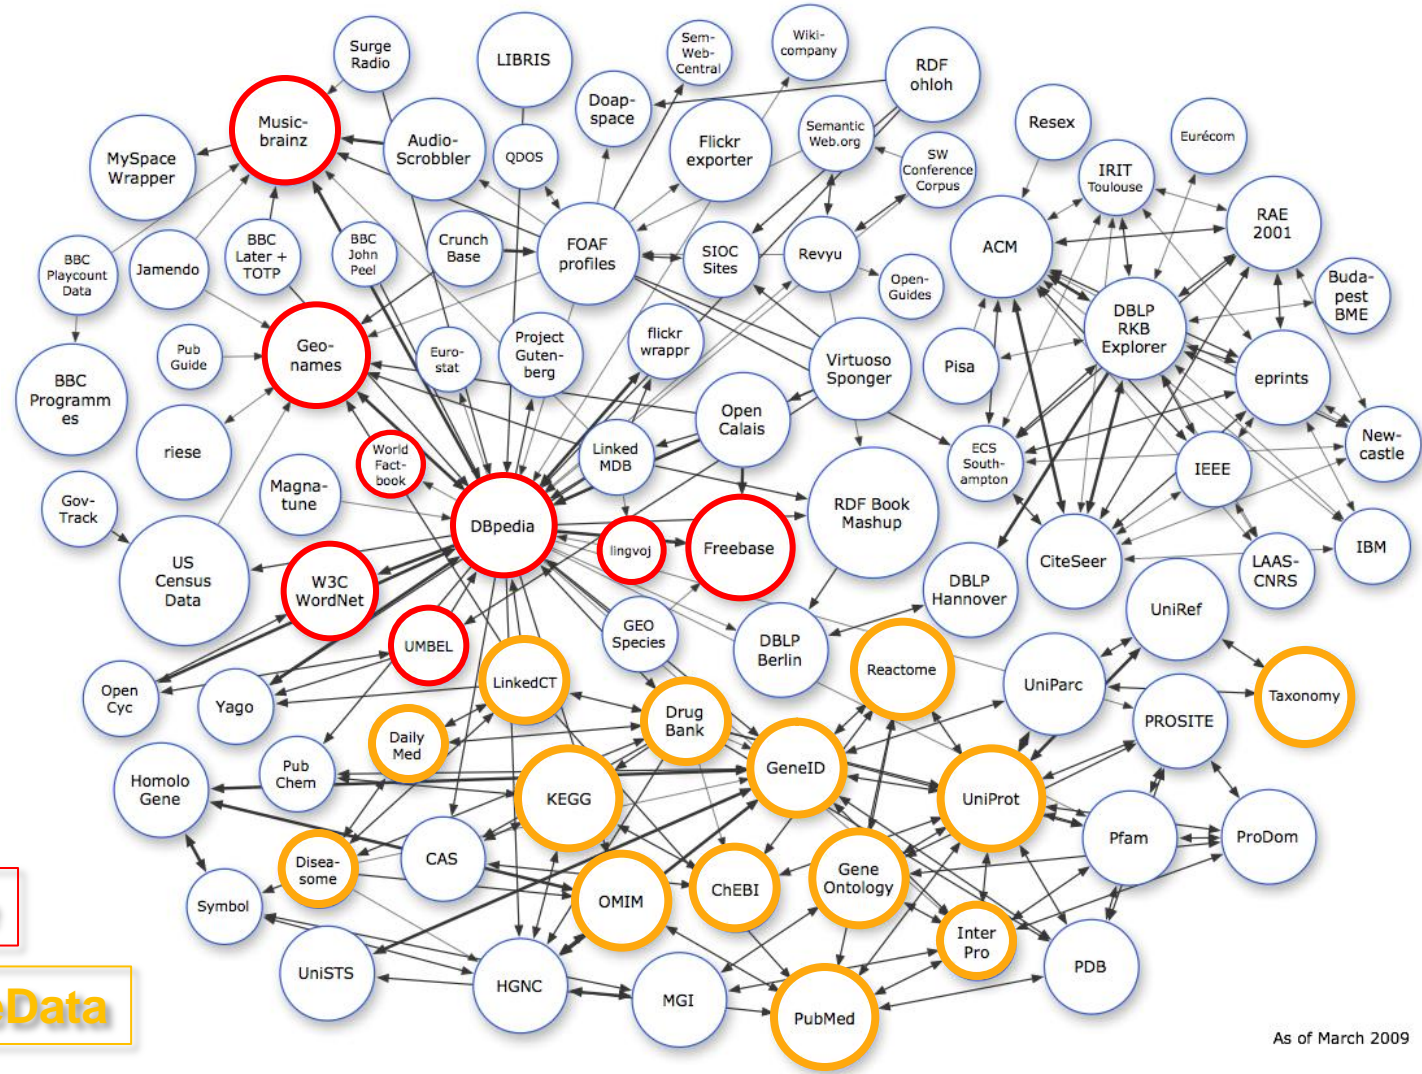 Surge
Radio
LIBRIS
Sem-
Web-
Central
Wiki-
company
RDF
ohloh
Music-
brainz
Doap-
space
MySpace
Wrapper
Audio-
Scrobbler
QDOS
Flickr
exporter
Semantic
Web.org
SW
Conference
Corpus
Resex
Eurécom
IRIT
Toulouse
RAE
2001
ACM
BBC
Playcount
Data
Jamendo
BBC
Later +
TOTP
BBC
John
Peel
Crunch
Base
FOAF
profiles
SIOC
Sites
Revyu
Open-
Guides
DBLP
RKB
Explorer
Buda-
pest
BME
Pub
Guide
Geo-
names
Euro-
stat
Project
Guten-
berg
flickr
wrappr
Virtuoso
Sponger
Pisa
eprints
BBC
Programm
es
riese
World
Fact-
book
Linked
MDB
Open
Calais
ECS
South-
ampton
IEEE
New-
castle
Gov-
Track
Magna-
tune
DBpedia
lingvoj
Freebase
RDF Book
Mashup
CiteSeer
LAAS-
CNRS
IBM
US
Census
Data
W3C
WordNet
UMBEL
GEO
Species
DBLP
Berlin
DBLP
Hannover
UniRef
Open
Cyc
Yago
LinkedCT
Reactome
UniParc
PROSITE
Taxonomy
Daily
Med
Drug
Bank
GeneID
UniProt
Homolo
Gene
Pub
Chem
KEGG
Pfam
ProDom
Disea-
some
CAS
OMIM
ChEBI
Gene
Ontology
Symbol
Inter
Pro
UniSTS
HGNC
MGI
PubMed
PDB
eData
As of March 2009